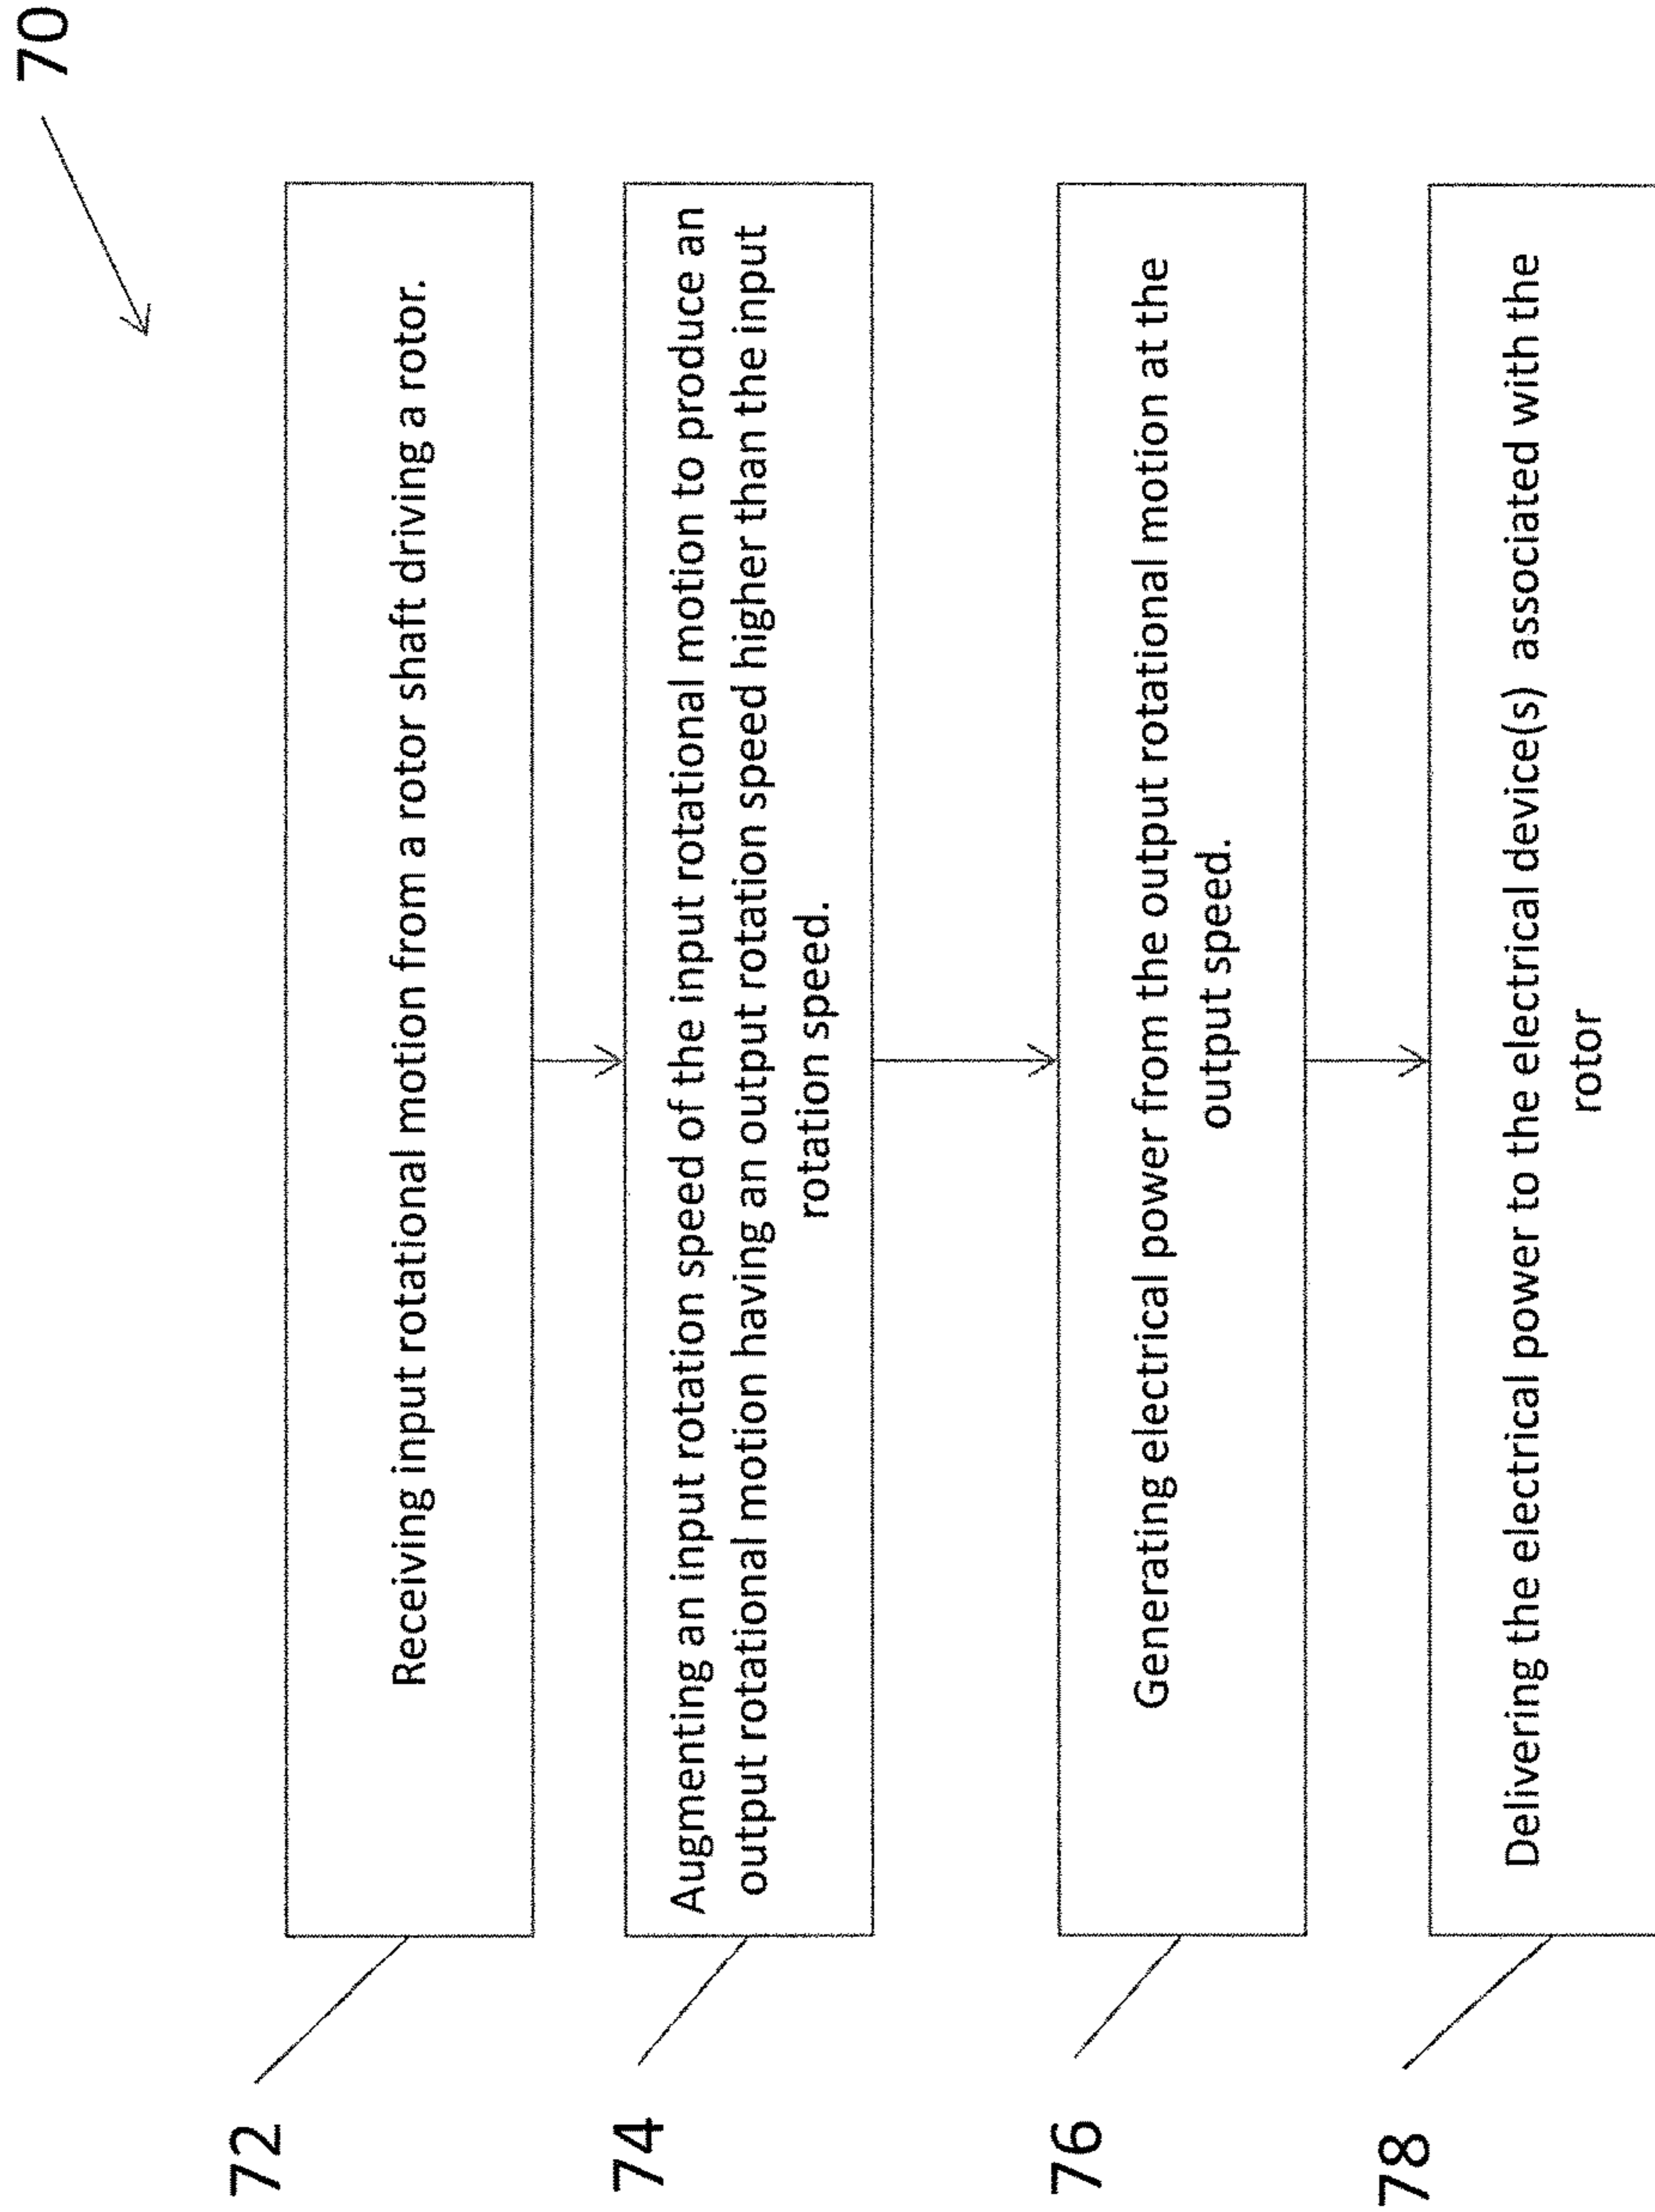 70
72
Receiving input rotational motion from a rotor shaft driving a rotor.
74
Augmenting an input rotation speed of the input rotational motion to produce an
output rotational motion having an output rotation speed higher than the input
rotation speed.
76
Generating electrical power from the output rotational motion at the
output speed.
78
Delivering the electrical power to the electrical device(s) associated with the
rotor